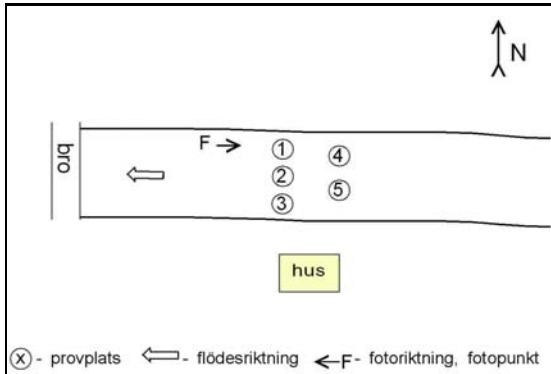 N
bro
F
1
4
2
5
3
hus
x - provplats - flödesriktning F - fotoriktning, fotopunkt